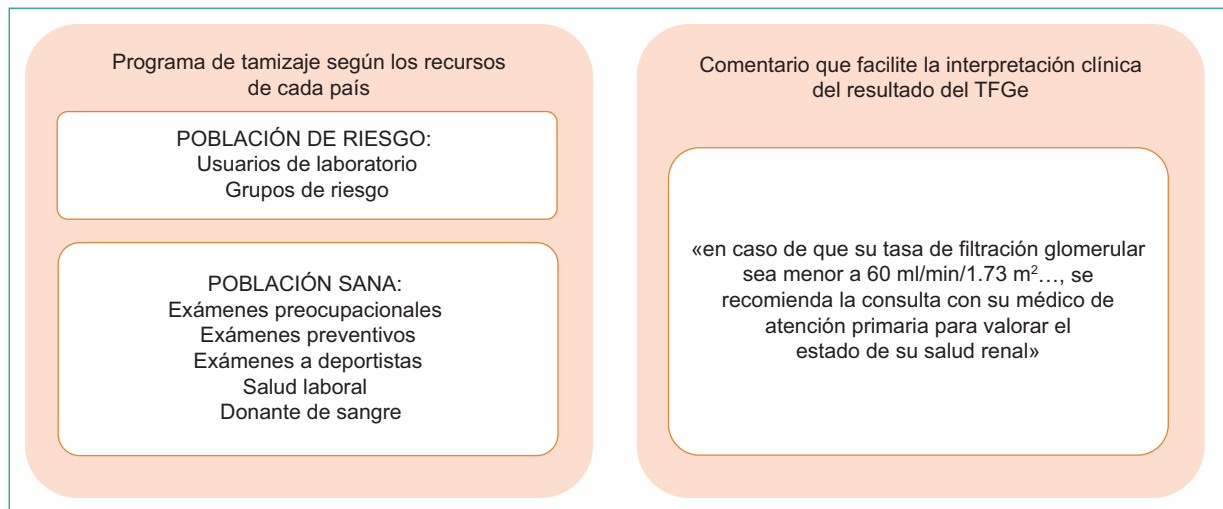 Programa de tamizaje según los recursos
de cada país
POBLACIÓN DE RIESGO:
Usuarios de laboratorio
Grupos de riesgo
POBLACIÓN SANA:
Exámenes preocupacionales
Exámenes preventivos
Exámenes a deportistas
Salud laboral
Donante de sangre
Comentario que facilite la interpretación clínica
del resultado del TFGe
«en caso de que su tasa de filtración glomerular
sea menor a 60 ml/min/1.73 m²…, se
recomienda la consulta con su médico de
atención primaria para valorar el
estado de su salud renal»